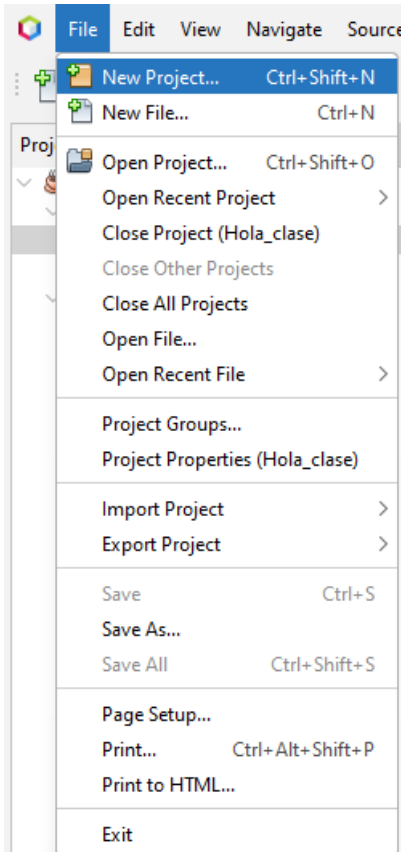 File Edit View Navigate Source
New Project... Ctrl+Shift+N
New File... Ctrl+N
Proj
Open Project... Ctrl+Shift+O
Open Recent Project
Close Project (Hola_clase)
Close Other Projects
Close All Projects
Open File...
Open Recent File
Project Groups...
Project Properties (Hola_clase)
Import Project
Export Project
Save Ctrl+S
Save As...
Save All Ctrl+Shift+S
Page Setup...
Print... Ctrl+Alt+Shift+P
Print to HTML...
Exit